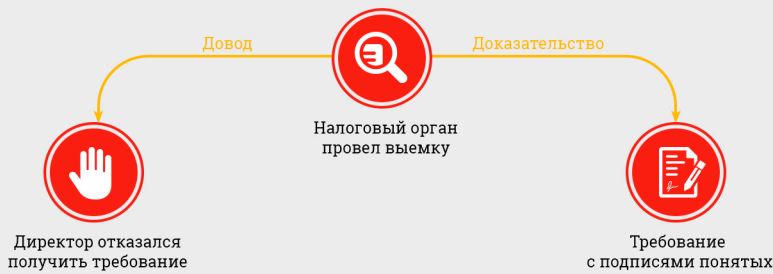 Довод
Доказательство
Налоговый орган
провел выемку
Директор отказался
получить требование
Требование
с подписями понятых